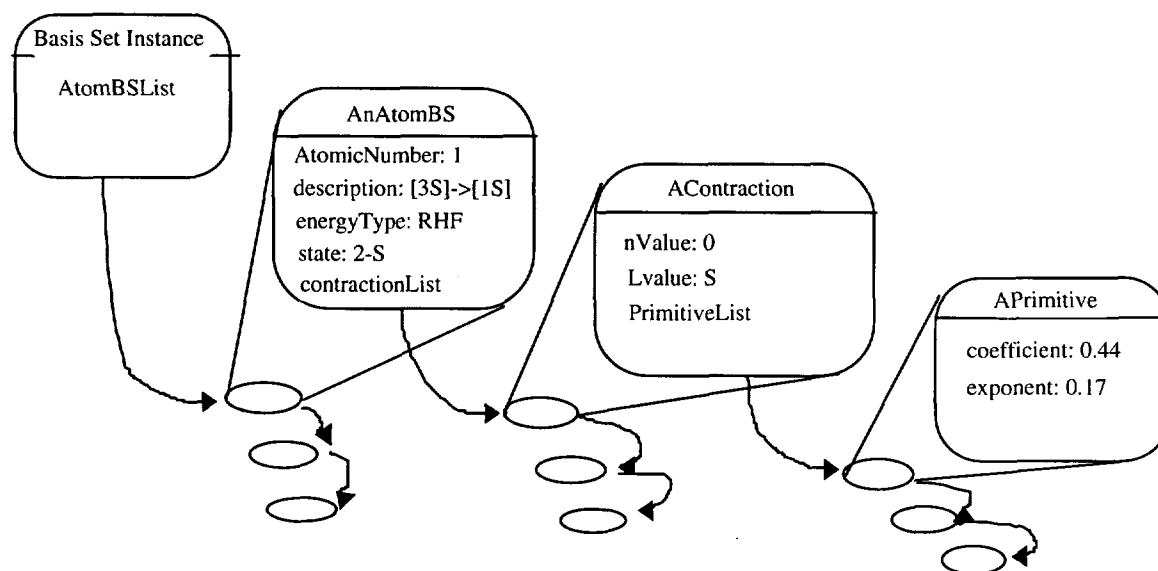 Basis Set Instance
AtomBSList
AnAtomBS
AtomicNumber: 1
description: [3S]->[1S]
energyType: RHF
state: 2-S
contractionList
AContraction
nValue: 0
Lvalue: S
PrimitiveList
APrimitive
coefficient: 0.44
exponent: 0.17